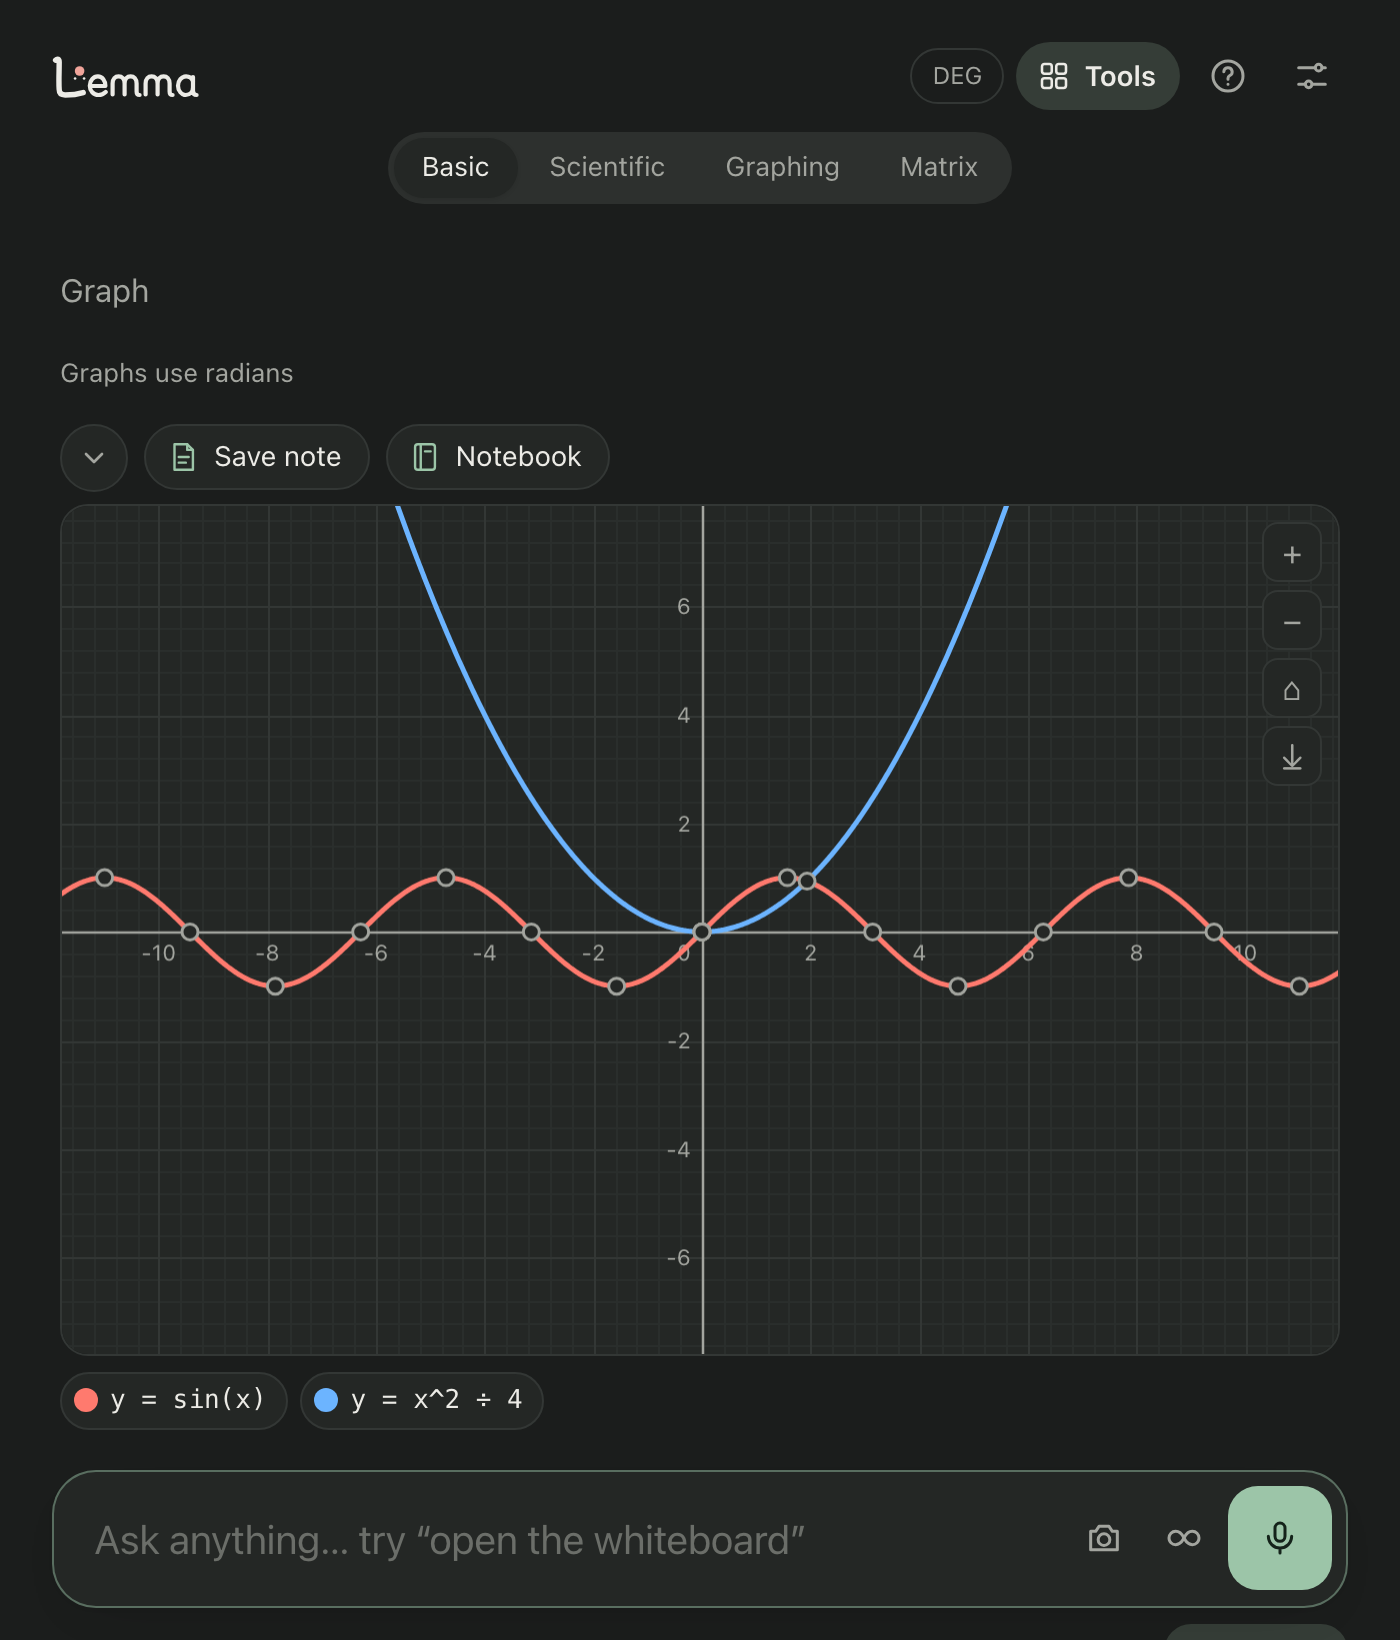 Lemma
DEG
Tools
Basic Scientific Graphing Matrix
Graph
Graphs use radians
Save note
Notebook
6
4
2
-10 -8 -6 -4 -2 0 2 4 6 8 10
-2
-4
-6
y = sin(x)
y = x^2 ÷ 4
Ask anything... try “open the whiteboard”